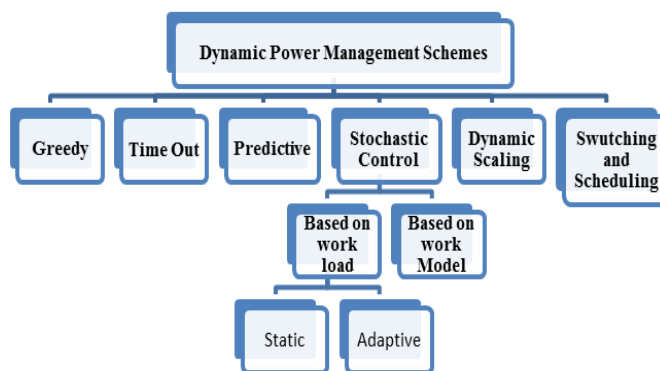 Dynamic Power Management Schemes
Greedy
Time Out
Predictive
Stochastic
Control
Dynamic
Scaling
Swutching
and
Scheduling
Based on
work
load
Based on
work
Model
Static
Adaptive